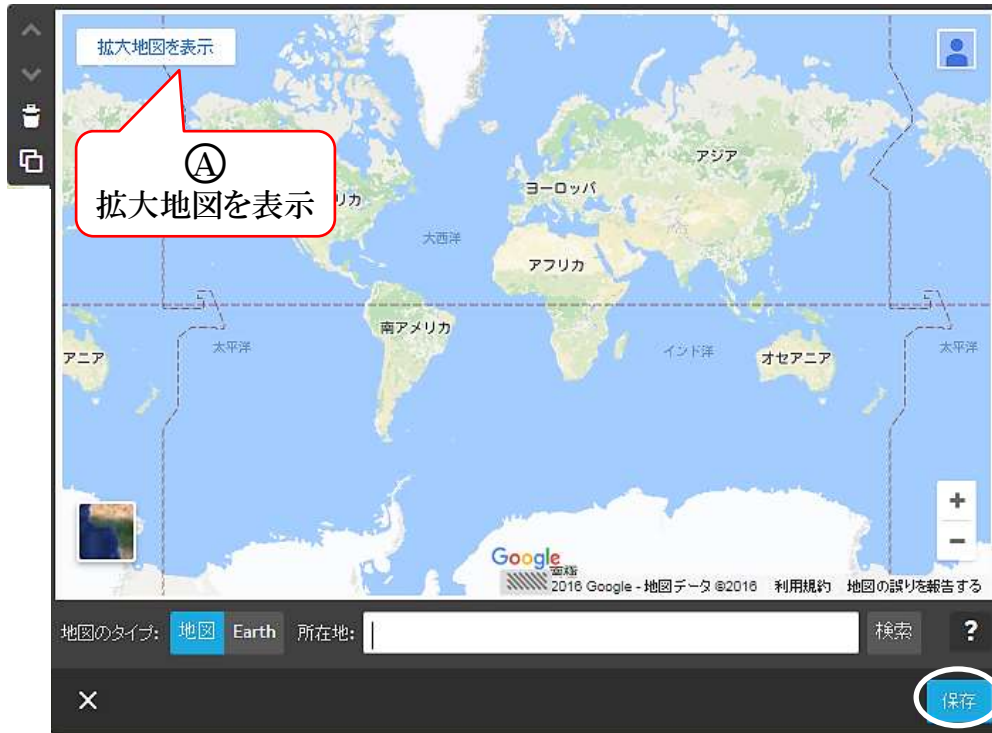 拡大地図を表示
Ⓐ
拡大地図を表示
アジア
ヨーロッパ
リカ
大西洋
アフリカ
南アメリカ
アニア
太平洋
インド洋
オセアニア
太平洋
+
−
Google
南極
2016 Google - 地図データ ©2016 利用規約 地図の誤りを報告する
地図のタイプ: 地図 Earth 所在地: 検索 ?
× 保存